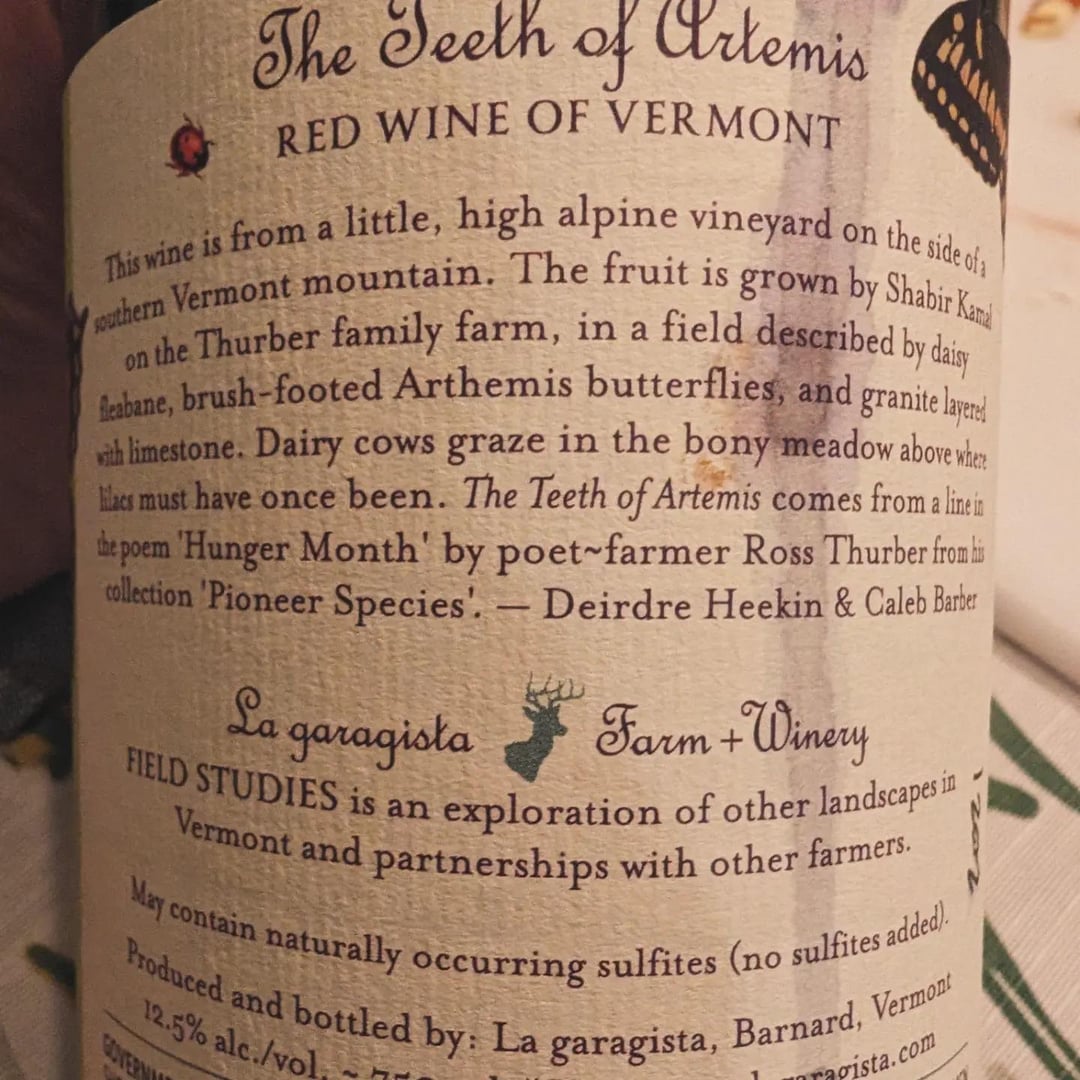 The Teeth of Artemis
RED WINE OF VERMONT
This wine is from a little, high alpine vineyard on the side of a
southern Vermont mountain. The fruit is grown by Shabir Kamal
on the Thurber family farm, in a field described by daisy
fleabane, brush-footed Arthemis butterflies, and granite layered
with limestone. Dairy cows graze in the bony meadow above where
lilacs must have once been. The Teeth of Artemis comes from a line in
the poem 'Hunger Month' by poet~farmer Ross Thurber from his
collection 'Pioneer Species'. — Deirdre Heekin & Caleb Barber
La garagista Farm + Winery
FIELD STUDIES is an exploration of other landscapes in
Vermont and partnerships with other farmers.
May contain naturally occurring sulfites (no sulfites added).
Produced and bottled by: La garagista, Barnard, Vermont
12.5% alc./vol. ~